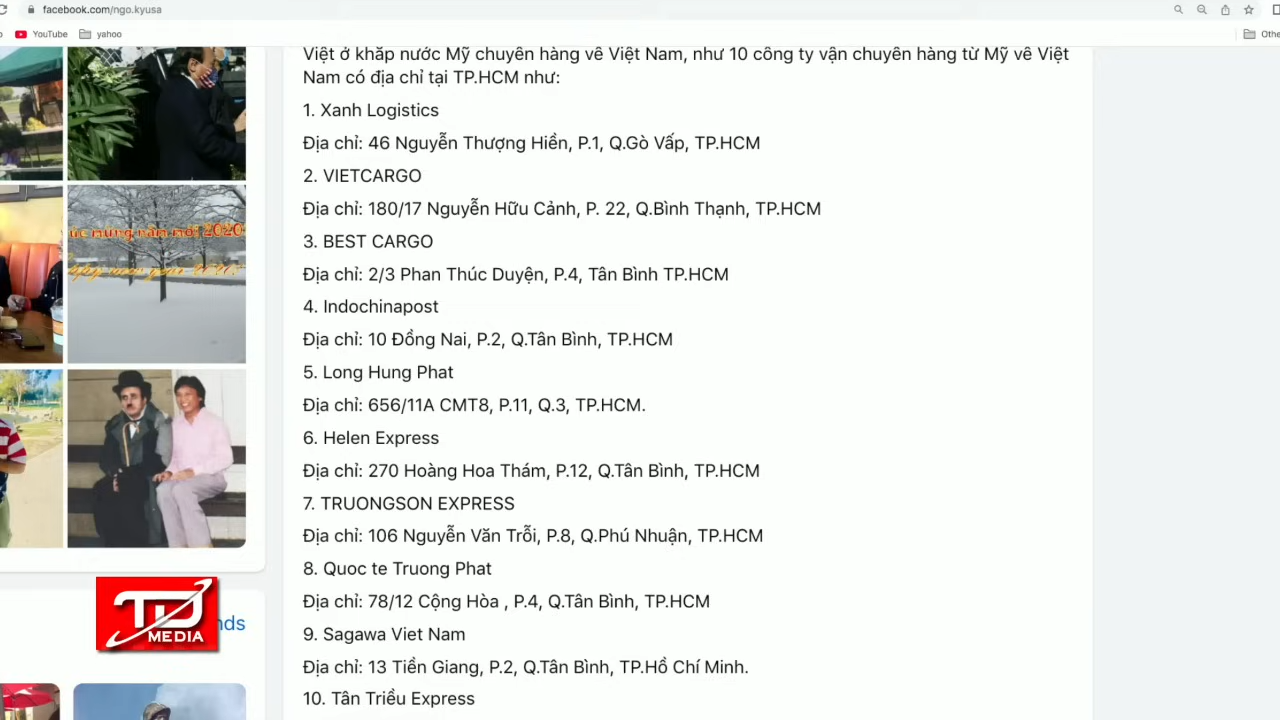 facebook.com/ngo.kyusa
YouTube
yahoo
Othe
Việt ở khắp nước Mỹ chuyên hàng về Việt Nam, như 10 công ty vận chuyên hàng từ Mỹ về Việt
Nam có địa chỉ tại TP.HCM như:
1. Xanh Logistics
Địa chỉ: 46 Nguyễn Thượng Hiền, P.1, Q.Gò Vấp, TP.HCM
2. VIETCARGO
Địa chỉ: 180/17 Nguyễn Hữu Cảnh, P. 22, Q.Bình Thạnh, TP.HCM
3. BEST CARGO
Địa chỉ: 2/3 Phan Thúc Duyện, P.4, Tân Bình TP.HCM
4. Indochinapost
Địa chỉ: 10 Đồng Nai, P.2, Q.Tân Bình, TP.HCM
5. Long Hung Phat
Địa chỉ: 656/11A CMT8, P.11, Q.3, TP.HCM.
6. Helen Express
Địa chỉ: 270 Hoàng Hoa Thám, P.12, Q.Tân Bình, TP.HCM
7. TRUONGSON EXPRESS
Địa chỉ: 106 Nguyễn Văn Trỗi, P.8, Q.Phú Nhuận, TP.HCM
8. Quoc te Truong Phat
Địa chỉ: 78/12 Cộng Hòa , P.4, Q.Tân Bình, TP.HCM
9. Sagawa Viet Nam
Địa chỉ: 13 Tiền Giang, P.2, Q.Tân Bình, TP.Hồ Chí Minh.
10. Tân Triều Express
mừng năm mới 2020
TD
MEDIA
nds